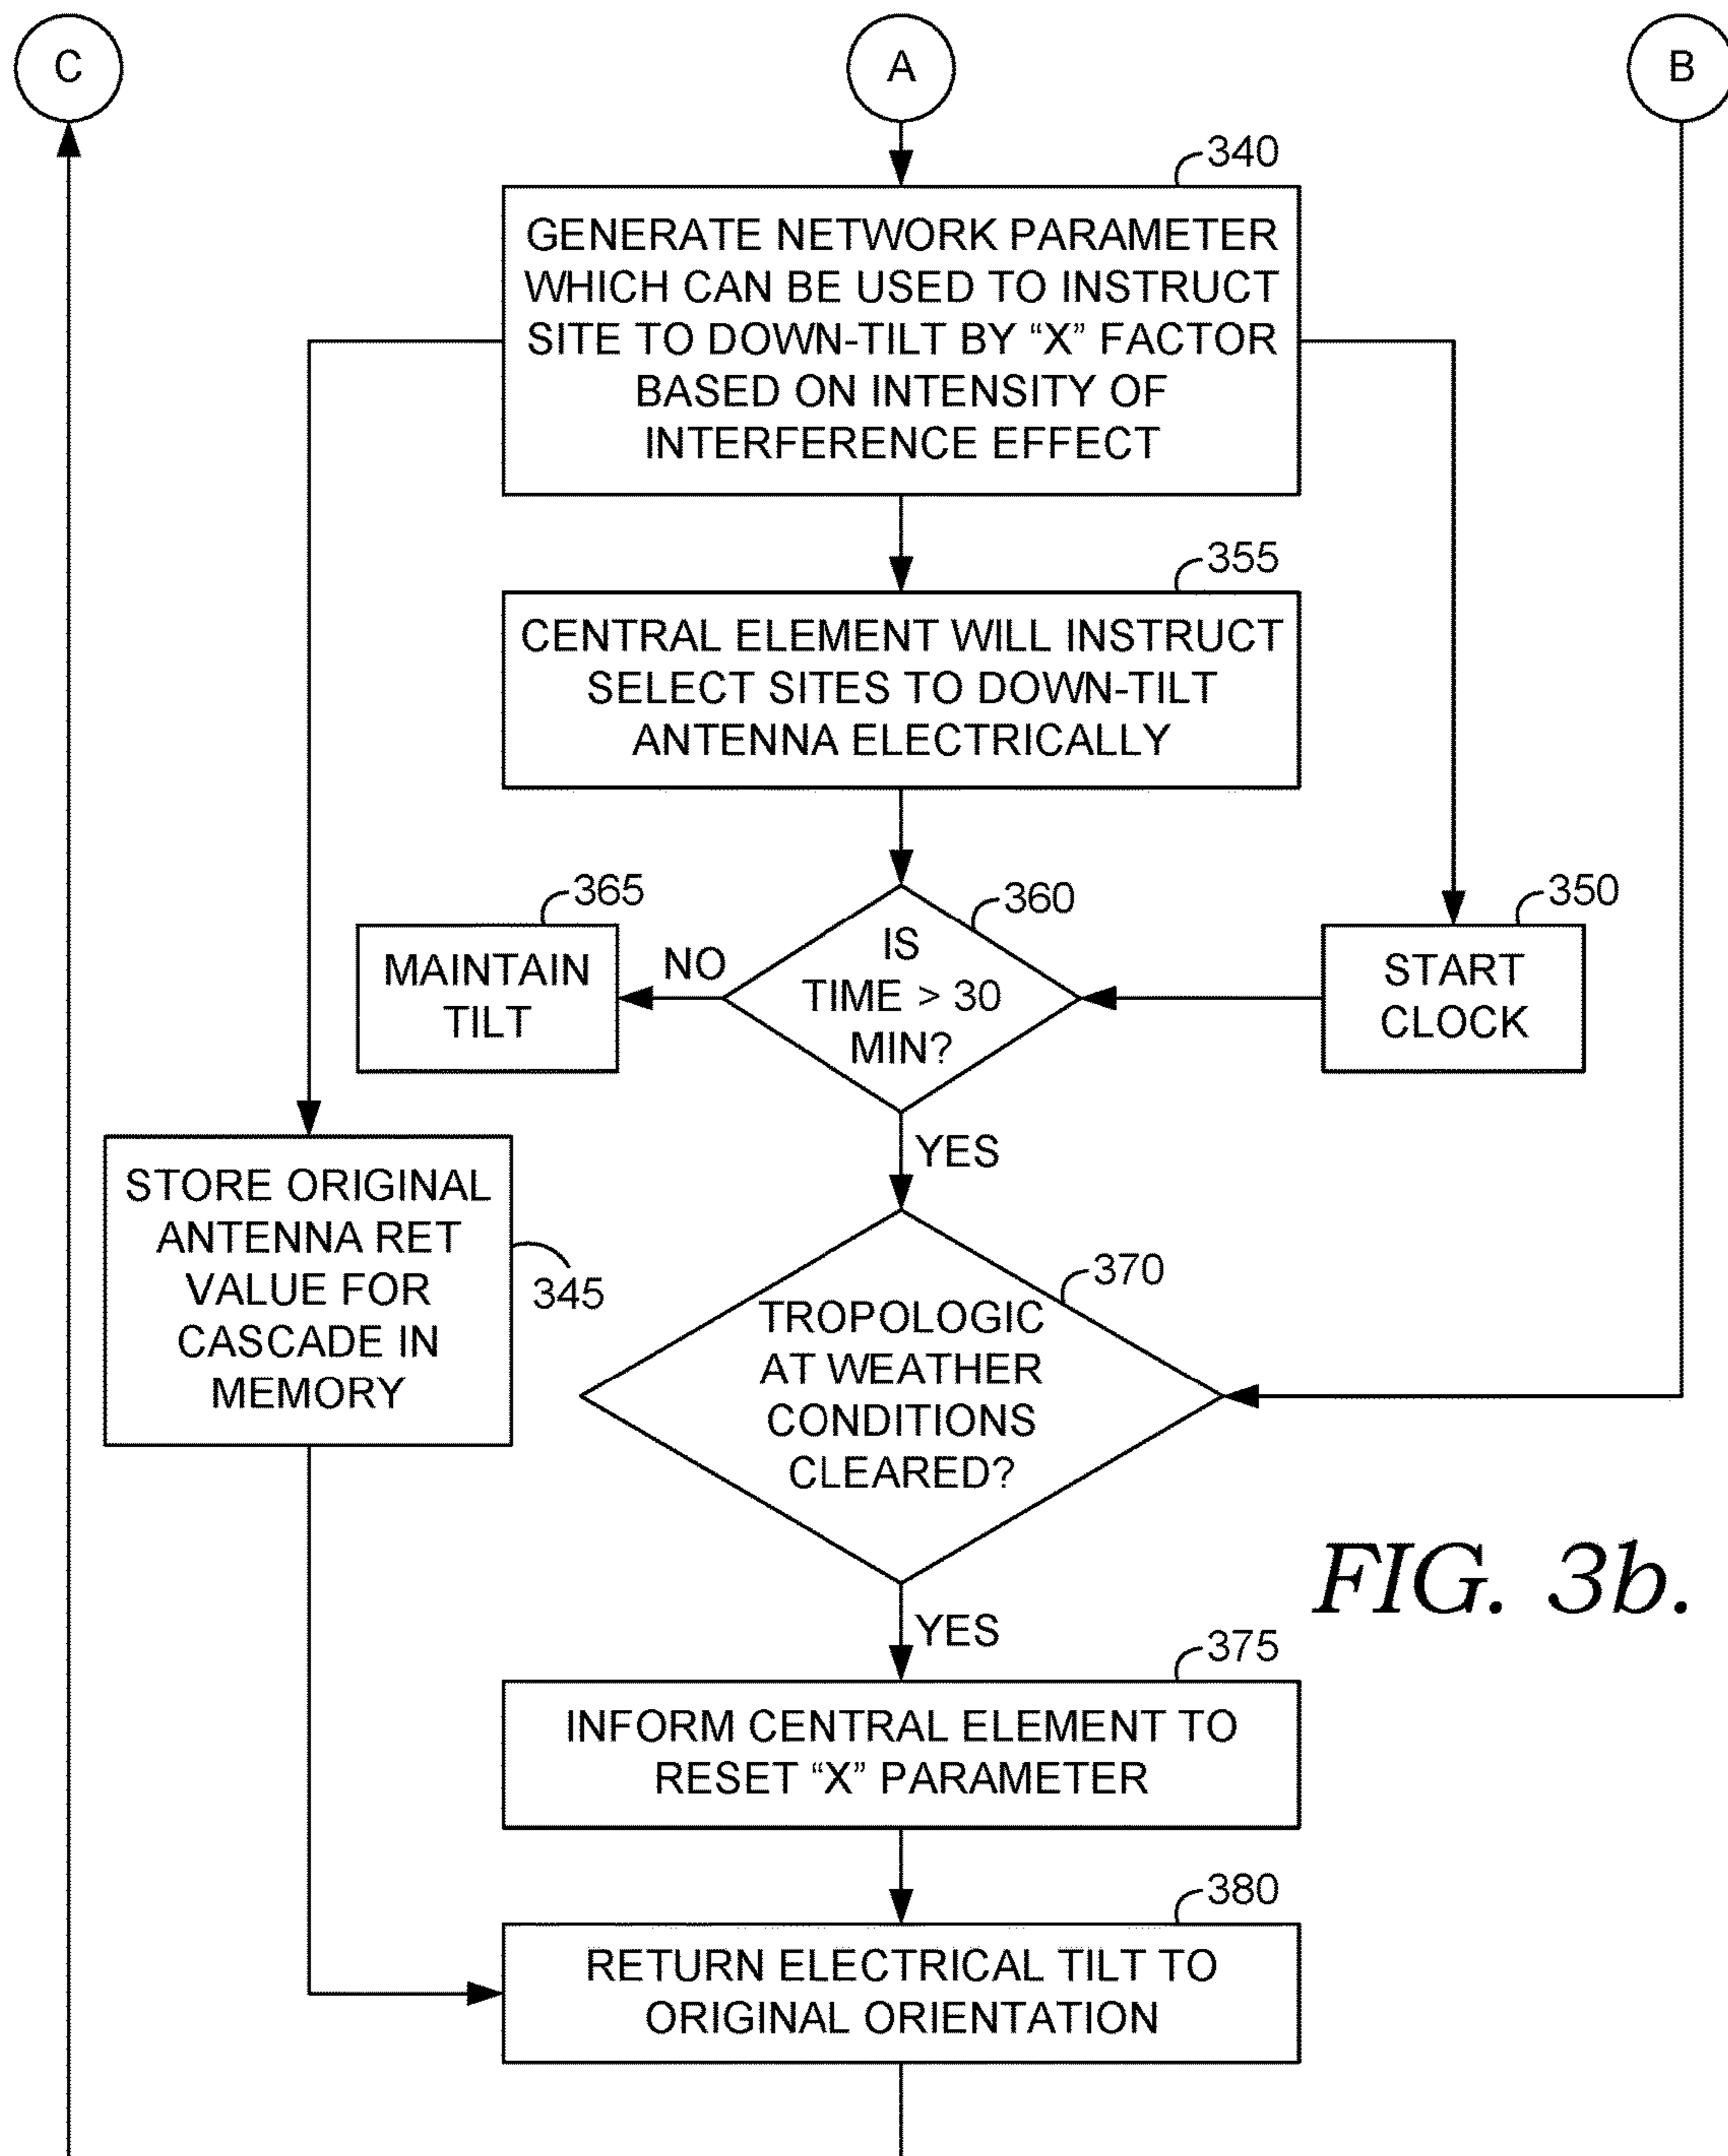 C
A
B
340
GENERATE NETWORK PARAMETER
WHICH CAN BE USED TO INSTRUCT
SITE TO DOWN-TILT BY “X” FACTOR
BASED ON INTENSITY OF
INTERFERENCE EFFECT
355
CENTRAL ELEMENT WILL INSTRUCT
SELECT SITES TO DOWN-TILT
ANTENNA ELECTRICALLY
365
MAINTAIN
TILT
NO
360
IS
TIME > 30
MIN?
350
START
CLOCK
YES
STORE ORIGINAL
ANTENNA RET
VALUE FOR
CASCADE IN
MEMORY
345
370
TROPOLOGIC
AT WEATHER
CONDITIONS
CLEARED?
FIG. 3b.
YES
375
INFORM CENTRAL ELEMENT TO
RESET “X” PARAMETER
380
RETURN ELECTRICAL TILT TO
ORIGINAL ORIENTATION